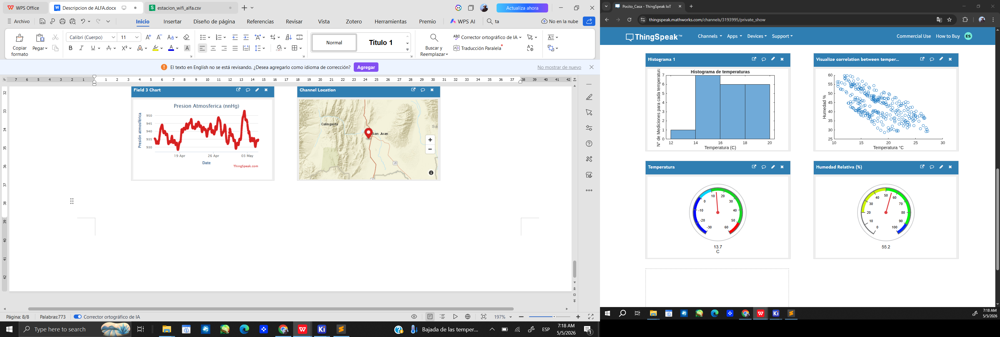 WPS Office
Descripcion de ALFA.docx
estacion_wifi_alfa.csv
Actualiza ahora
Archivo
Inicio
Insertar
Diseño de página
Referencias
Revisar
Vista
Zotero
Herramientas
Premio
WPS AI
ta
No en la nube
Copiar formato
Pegar
Calibri (Cuerpo)
11
Normal
Título 1
Buscar y Reemplazar
Corrector ortográfico de IA
Traducción Paralela
El texto en English no se está revisando. ¿Desea agregarlo como idioma de corrección?
Agregar
No mostrar de nuevo
7 6 5 4 3 2 1 1 2 3 4 5 6 7 8 9 10 11 12 13 14 15 16 17 18 19 20 21 22 23 24 25 26 27 28 29 30 31 32 33 34 35 36 37 38 39 40 41 42
32
33
34
35
36
37
38
39
40
41
42
Field 3 Chart
Presion Atmosferica (nnHg)
Presión atmosférica
950
945
940
935
930
19 Apr 26 Apr 03 May
Date
ThingSpeak.com
Channel Location
Calingasta
San Juan
Sa
20
+
−
Página: 8/8
Palabras:773
Corrector ortográfico de IA
197%
Type here to search
Bajada de las temper...
ESP
7:18 AM
5/5/2026
1
Pocito_Casa - ThingSpeak IoT
thingspeak.mathworks.com/channels/3193995/private_show
ThingSpeak™
Channels
Apps
Devices
Support
Commercial Use
How to Buy
ES
Histograma 1
Histograma de temperaturas
N° de Mediciones para cada temperatura
7
6
5
4
3
2
1
0
12 14 16 18 20
Temperatura (C)
Visualize correlation between temper...
Humedad %
60
55
50
45
40
35
30
25
10 15 20 25 30
Temperatura °C
Temperatura
-30 -20 -10 0 10 20 30 40 50 60
13.7
C
Humedad Relativa (%)
0 10 20 30 40 50 60 70 80 90 100
55.2
7:18 AM
5/5/2026